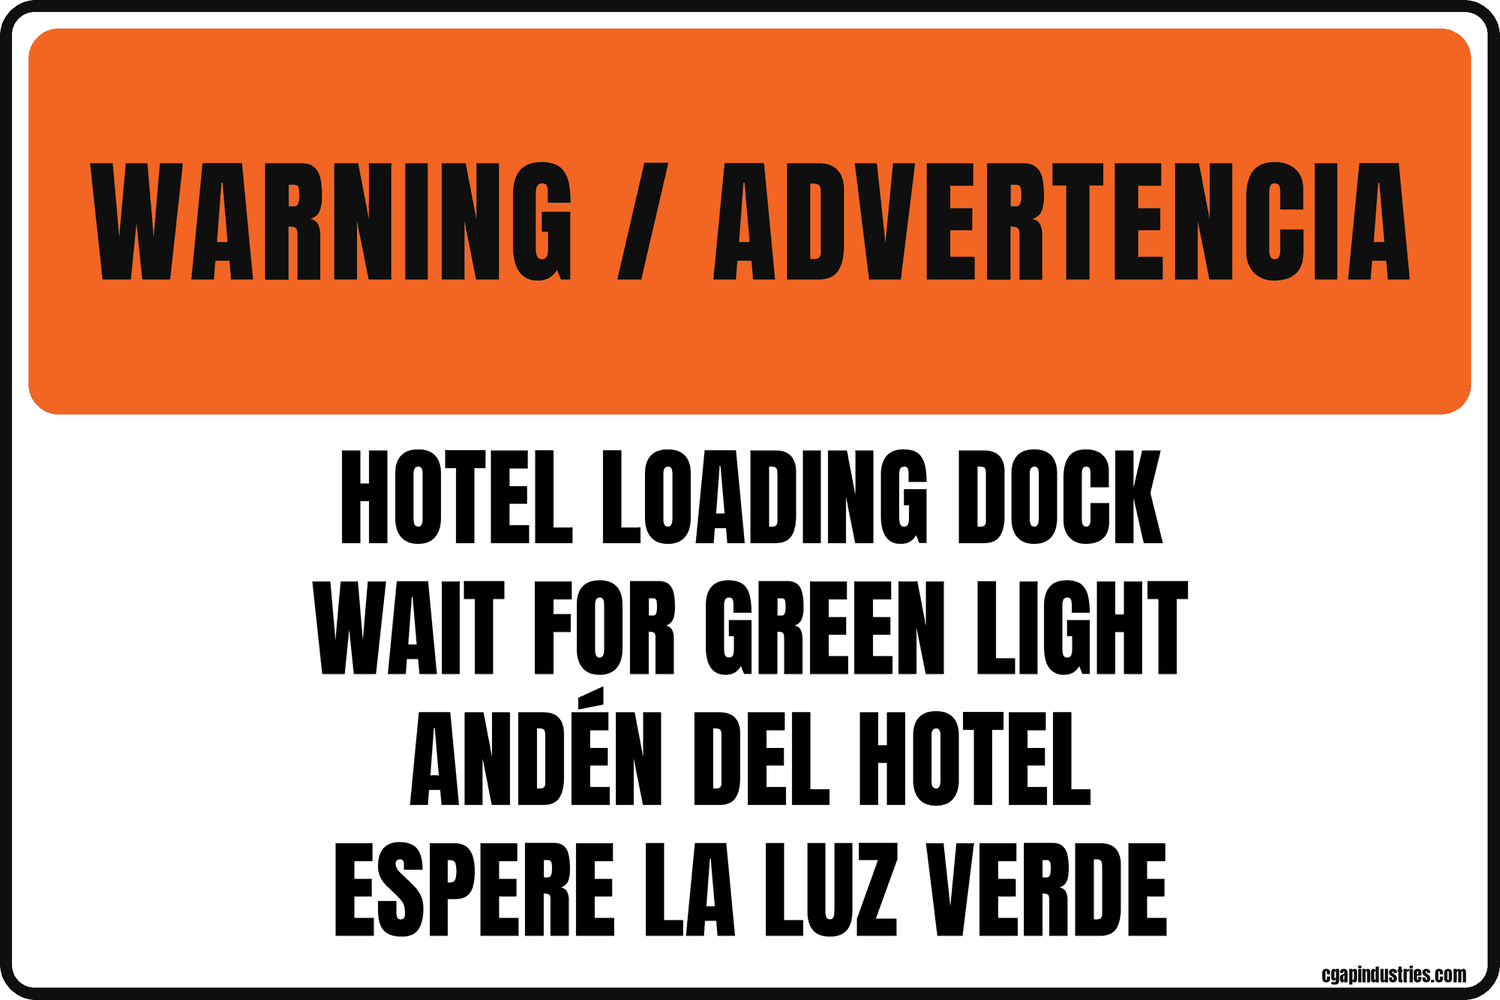 WARNING / ADVERTENCIA
HOTEL LOADING DOCK
WAIT FOR GREEN LIGHT
ANDÉN DEL HOTEL
ESPERE LA LUZ VERDE
cgapindustries.com